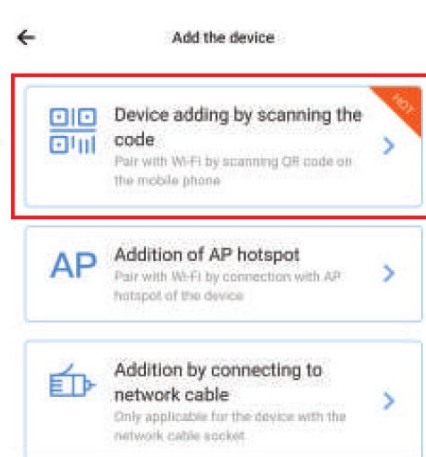 Add the device
HOT
Device adding by scanning the
code
Pair with Wi-Fi by scanning QR code on
the mobile phone
AP
Addition of AP hotspot
Pair with Wi-Fi by connection with AP
hotspot of the device
Addition by connecting to
network cable
Only applicable for the device with the
network cable socket